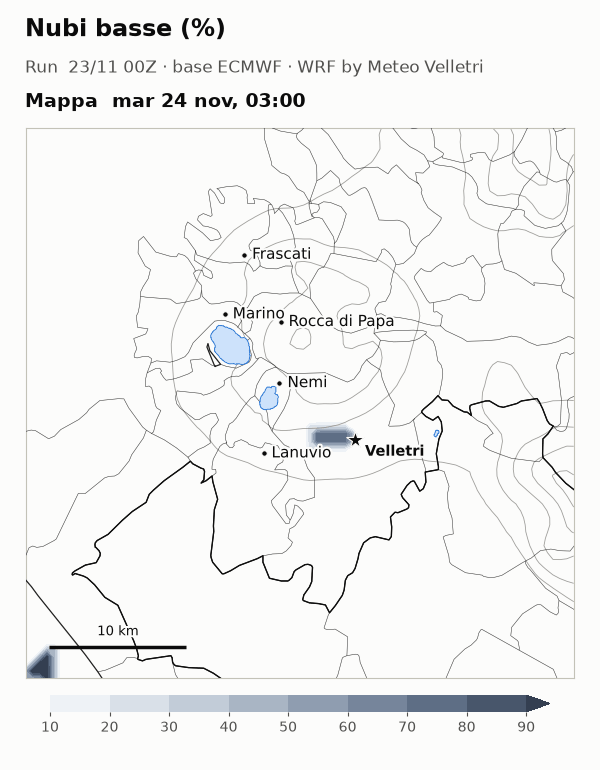 Nubi basse (%)
Run  23/11 00Z · base ECMWF · WRF by Meteo Velletri
Mappa  mar 24 nov, 03:00
Frascati
Marino
Rocca di Papa
Nemi
Velletri
Lanuvio
10 km
10 20 30 40 50 60 70 80 90